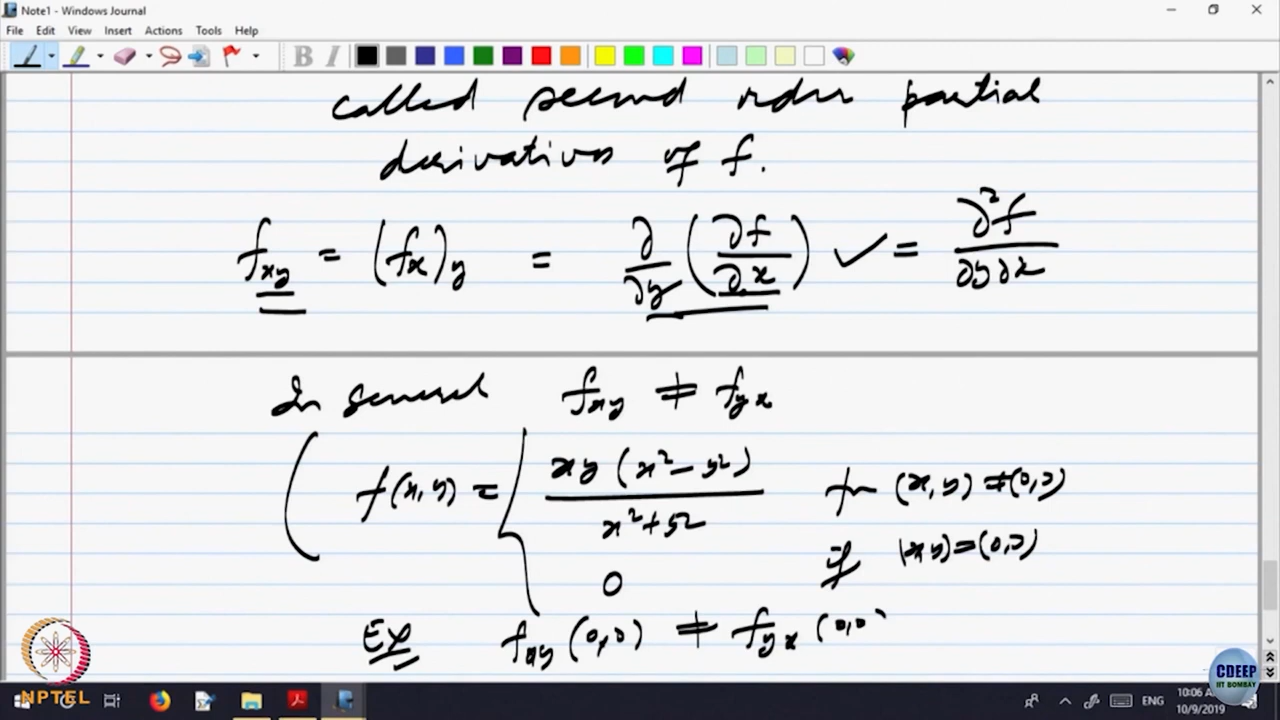 Note1 - Windows Journal
File Edit View Insert Actions Tools Help
B I
called second order partial
derivatives of f.
f_xy = (f_x)_y = ∂/∂y (∂f/∂x) ✓ = ∂²f/∂y∂x
In general f_xy ≠ f_yx
f(x,y) = { xy(x²-y²)/x²+y² for (x,y) ≠ (0,0)
0 if (x,y) = (0,0)
Ex f_xy (0,0) ≠ f_yx (0,0)
NPTEL
CDEEP
IIT BOMBAY
ENG
10:06 A
10/9/2019